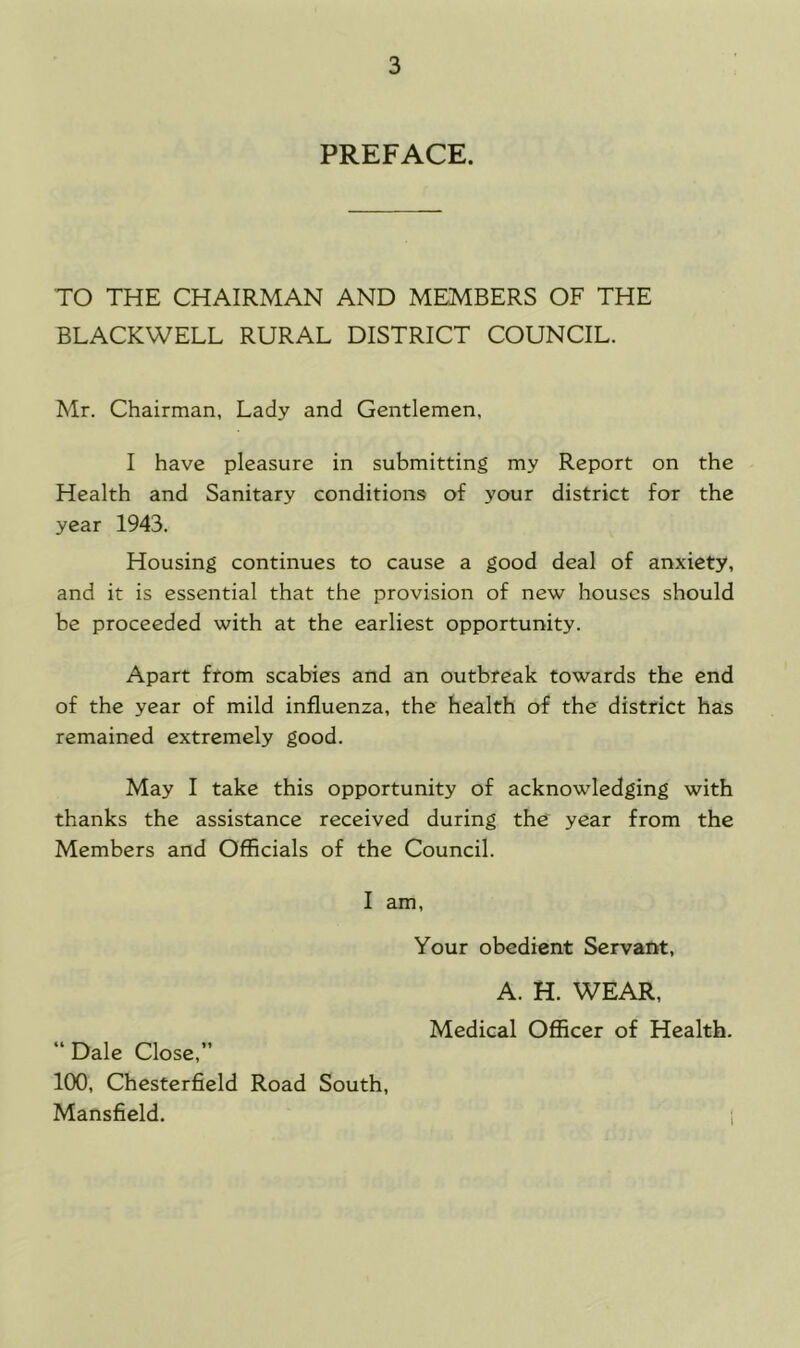 3
PREFACE.
TO THE CHAIRMAN AND MEMBERS OF THE
BLACKWELL RURAL DISTRICT COUNCIL.
Mr. Chairman, Lady and Gentlemen,
I have pleasure in submitting my Report on the
Health and Sanitary conditions of your district for the
year 1943.
Housing continues to cause a good deal of anxiety,
and it is essential that the provision of new houses should
be proceeded with at the earliest opportunity.
Apart from scabies and an outbreak towards the end
of the year of mild influenza, the health of the district has
remained extremely good.
May I take this opportunity of acknowledging with
thanks the assistance received during the year from the
Members and Officials of the Council.
I am,
Your obedient Servant,
A. H. WEAR,
Medical Officer of Health.
“ Dale Close,”
100, Chesterfield Road South,
Mansfield.